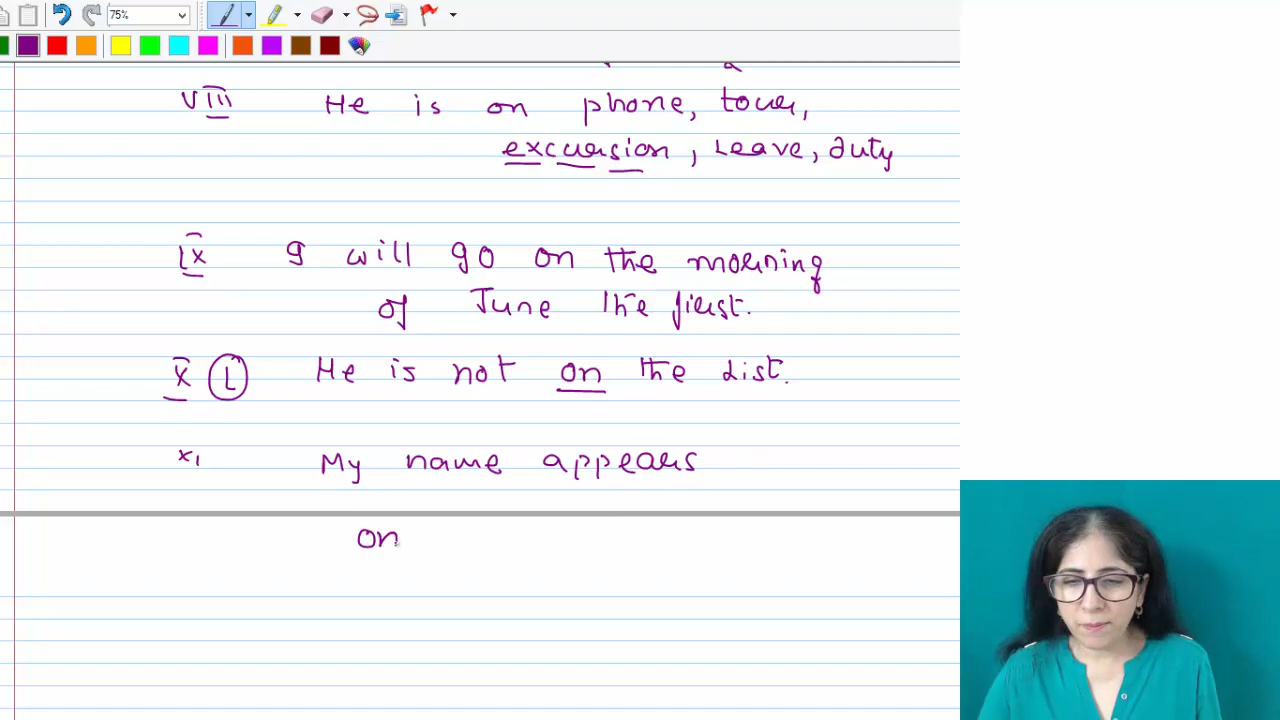 75%
VIII He is on phone, tour,
excursion, Leave, duty
IX I will go on the morning
of June the first.
X L He is not on the List.
XI My name appears
on